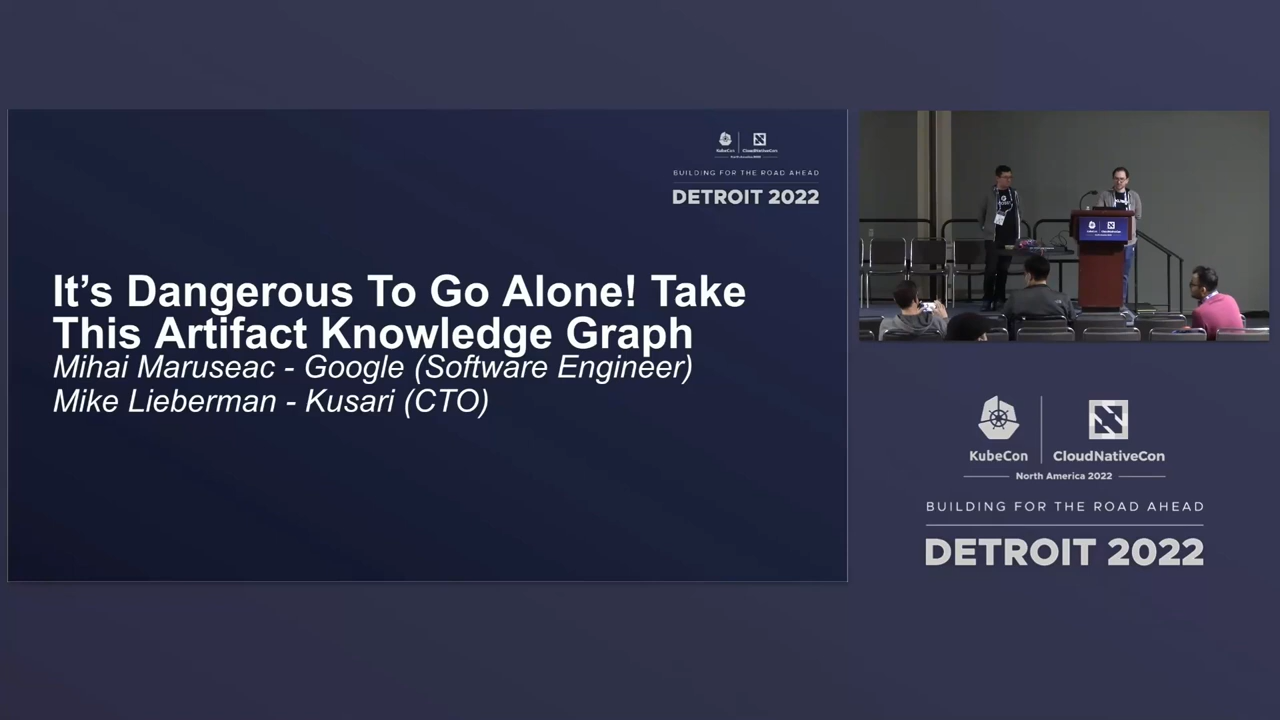 KubeCon
CloudNativeCon
BUILDING FOR THE ROAD AHEAD
DETROIT 2022
It's Dangerous To Go Alone! Take
This Artifact Knowledge Graph
Mihai Maruseac - Google (Software Engineer)
Mike Lieberman - Kusari (CTO)
KubeCon
CloudNativeCon
North America 2022
BUILDING FOR THE ROAD AHEAD
DETROIT 2022